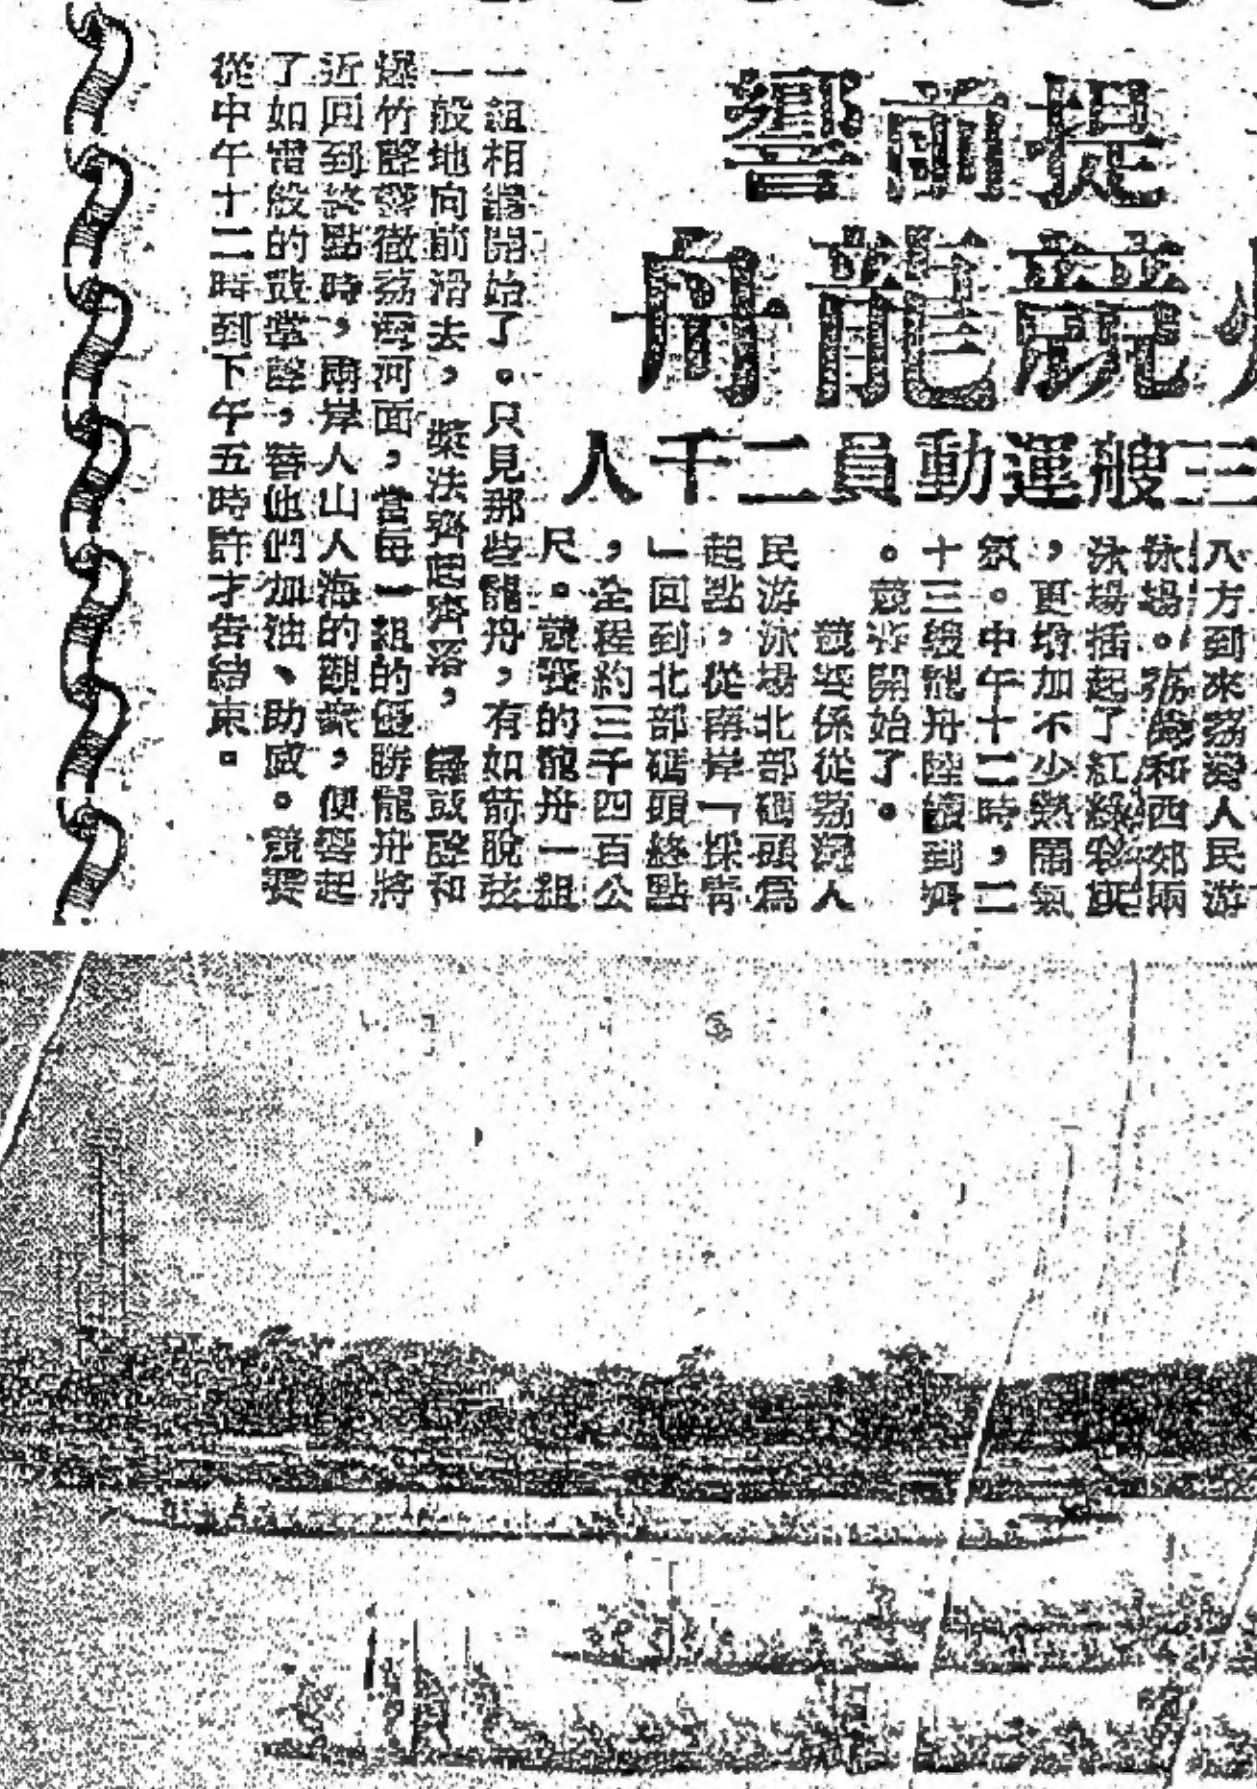 提前響
競龍舟
三艘運動員二千人
八方到來荔灣人民游
泳場。荔灣和西郊兩
泳場插起了紅綠彩旗
，更增加不少熱鬧氣
氛。中午十二時，二
十三艘龍舟陸續到齊
。競渡開始了。
競渡係從荔灣人
民游泳場北部碼頭為
起點，從南岸「採青
」回到北部碼頭終點
，全程約三千四百公
尺。競賽的龍舟一組
一組相繼開始了。只見那些龍舟，有如箭脫弦
一般地向前滑去，槳法齊起齊落，鑼鼓聲和
爆竹聲響徹荔灣河面，當每一組的優勝龍舟將
近回到終點時，兩岸人山人海的觀衆，便響起
了如雷般的鼓掌聲，替他們加油、助威。競賽
從中午十二時到下午五時許才告結束。